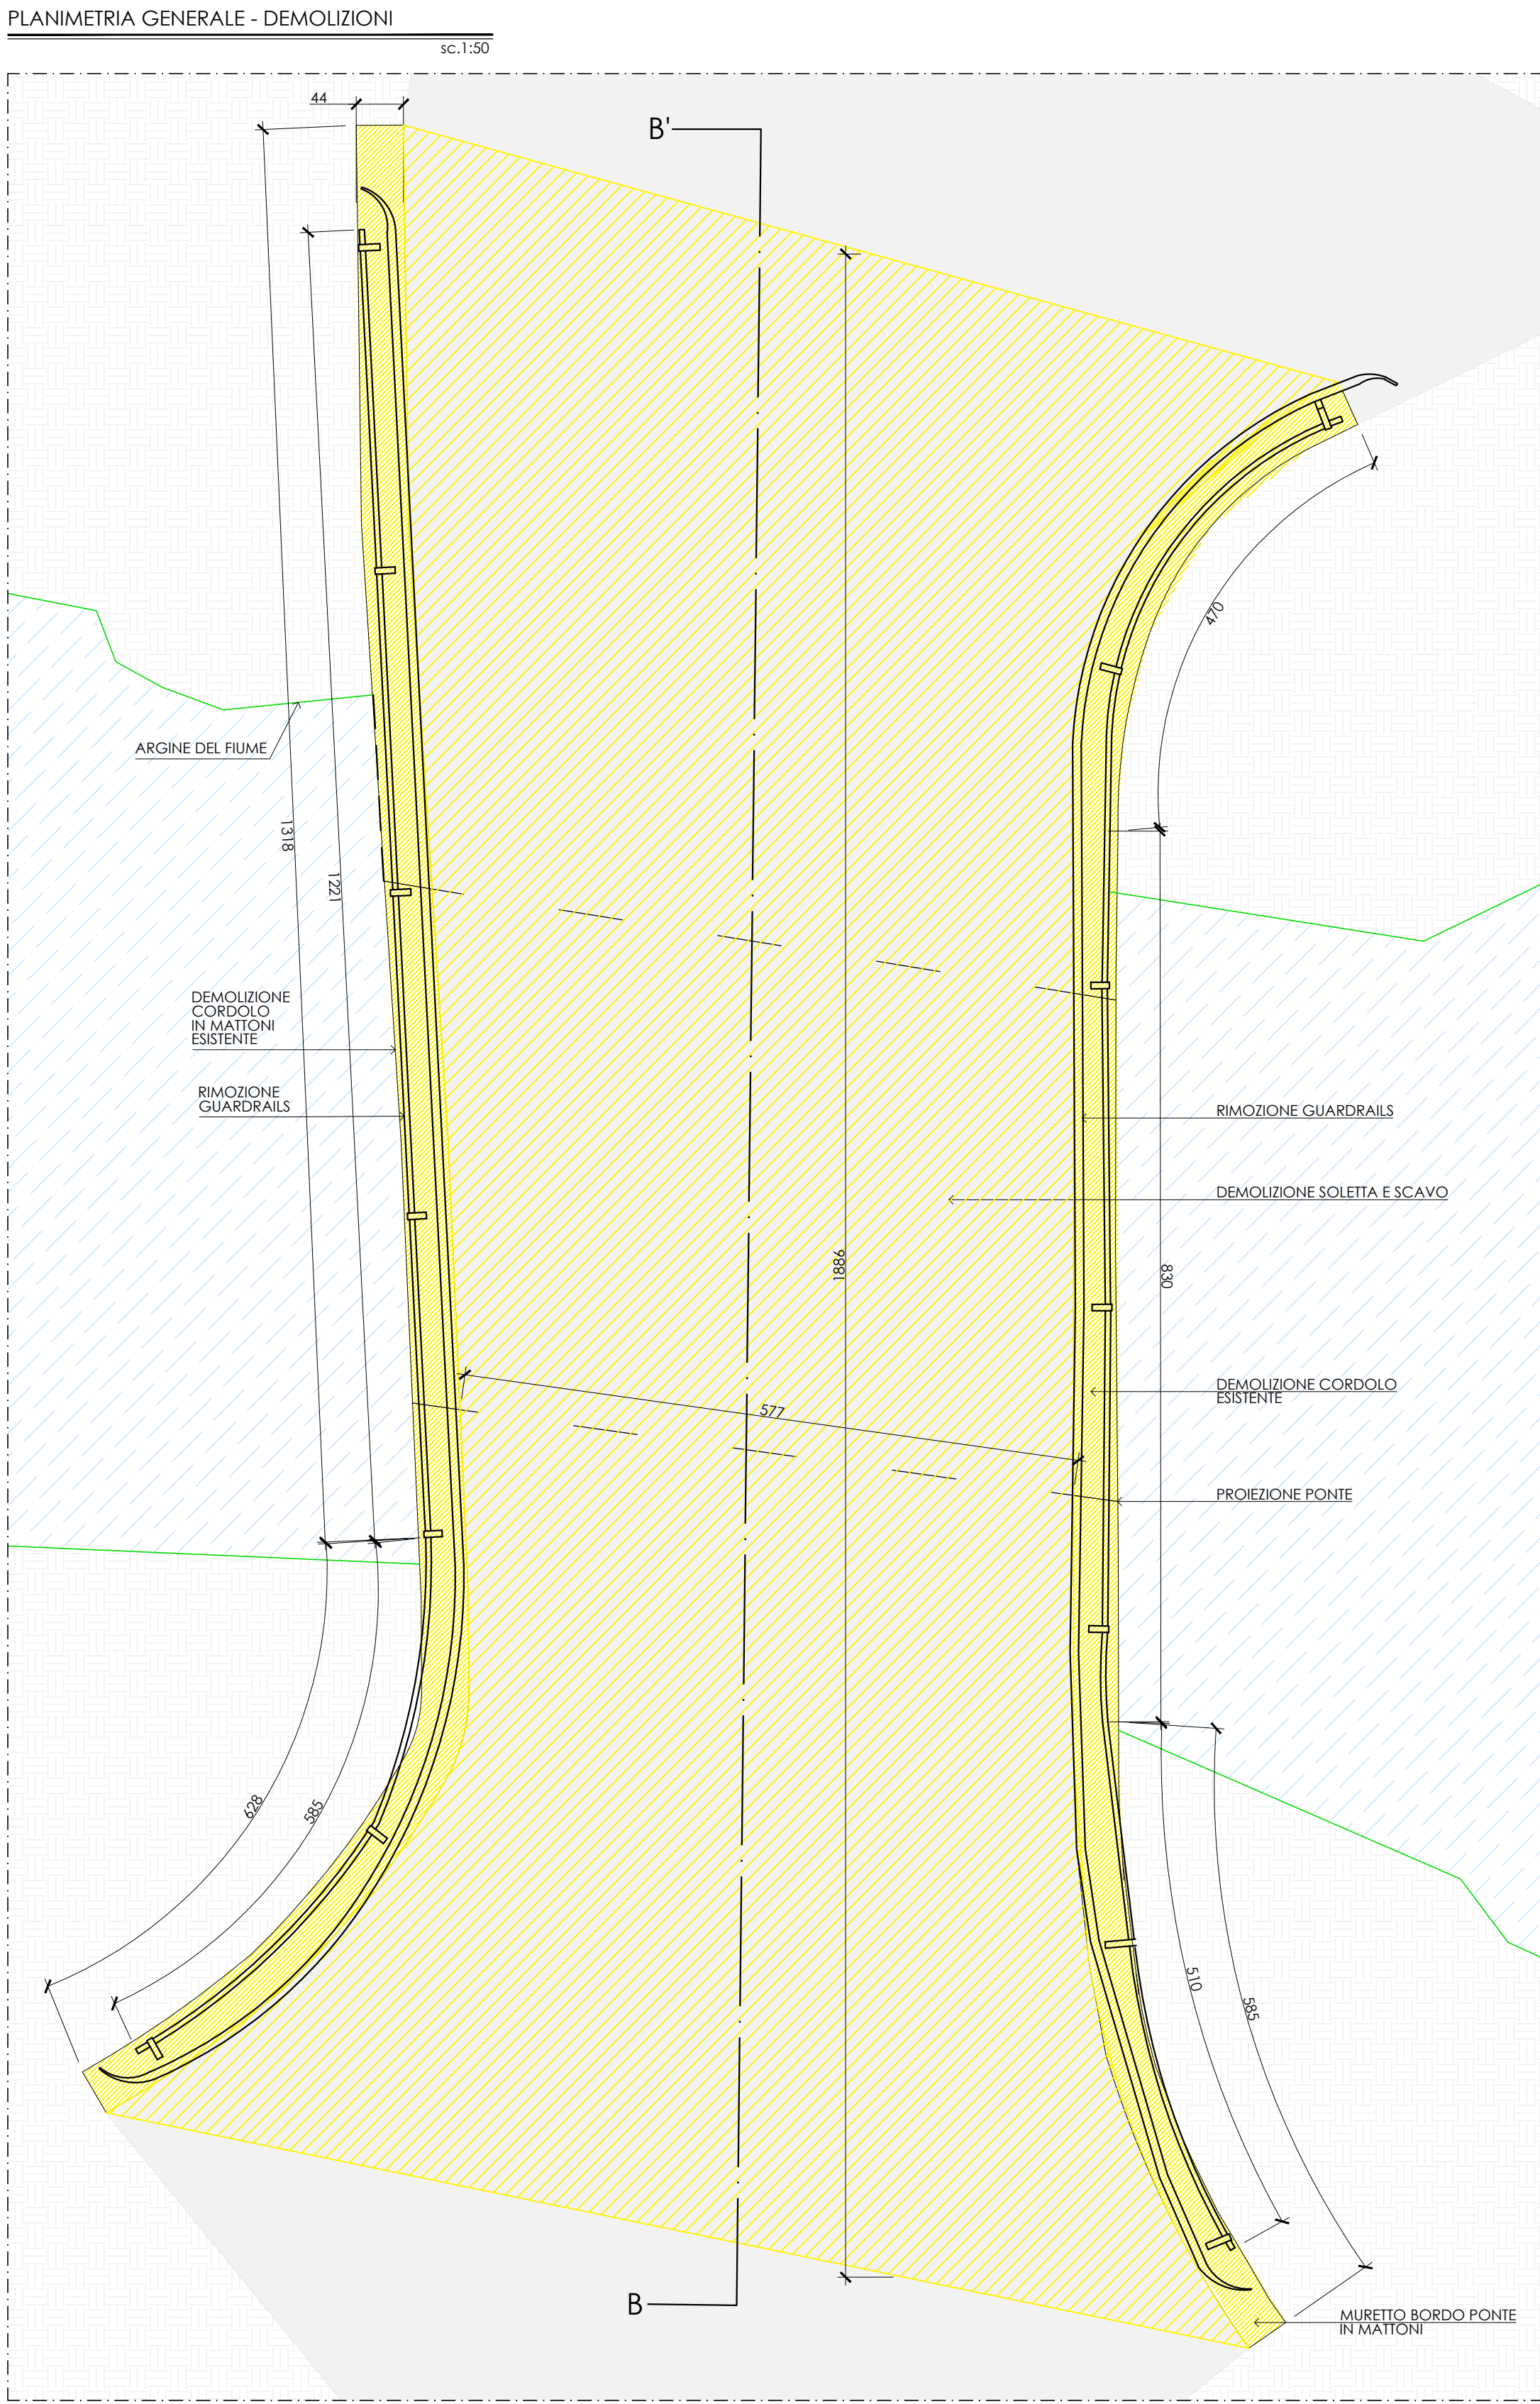 PLANIMETRIA GENERALE - DEMOLIZIONI
sc.1:50
44
B'
470
ARGINE DEL FIUME
1318
1221
DEMOLIZIONE
CORDOLO
IN MATTONI
ESISTENTE
RIMOZIONE
GUARDRAILS
RIMOZIONE GUARDRAILS
DEMOLIZIONE SOLETTA E SCAVO
1886
830
DEMOLIZIONE CORDOLO
ESISTENTE
577
PROIEZIONE PONTE
628
585
510
585
B
MURETTO BORDO PONTE
IN MATTONI